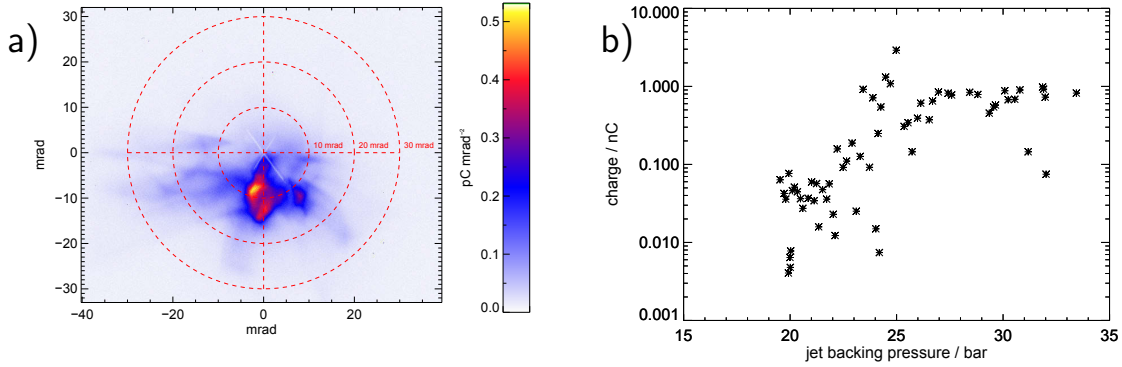 a)
30
20
10
0
−10
−20
−30
−40
−20
0
20
mrad
mrad
10 mrad
20 mrad
30 mrad
0.5
0.4
0.3
0.2
0.1
0.0
pC mrad⁻²
b)
10.000
1.000
0.100
0.010
0.001
charge / nC
15
20
25
30
35
jet backing pressure / bar